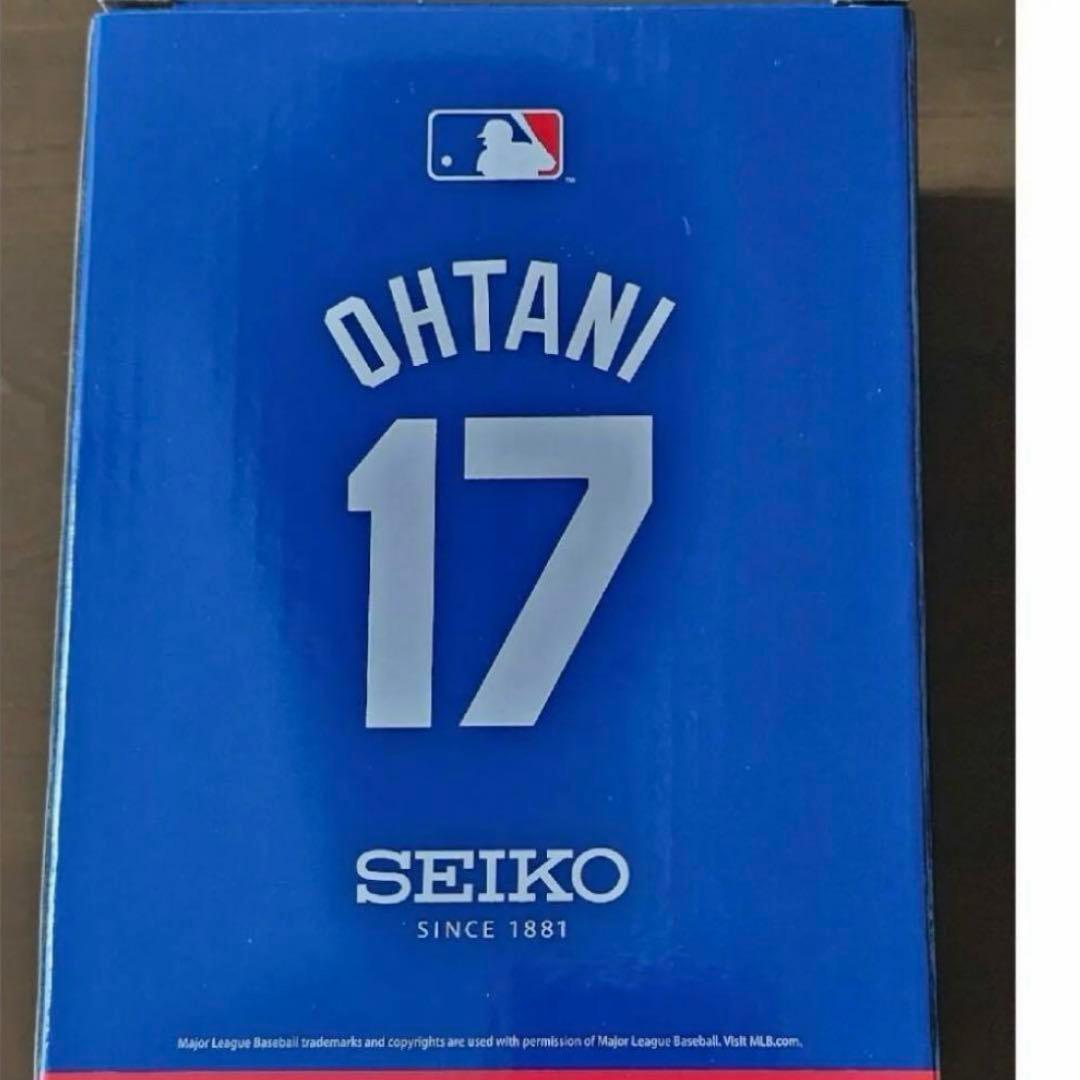 OHTANI
17
SEIKO
SINCE 1881
Major League Baseball trademarks and copyrights are used with permission of Major League Baseball. Visit MLB.com.